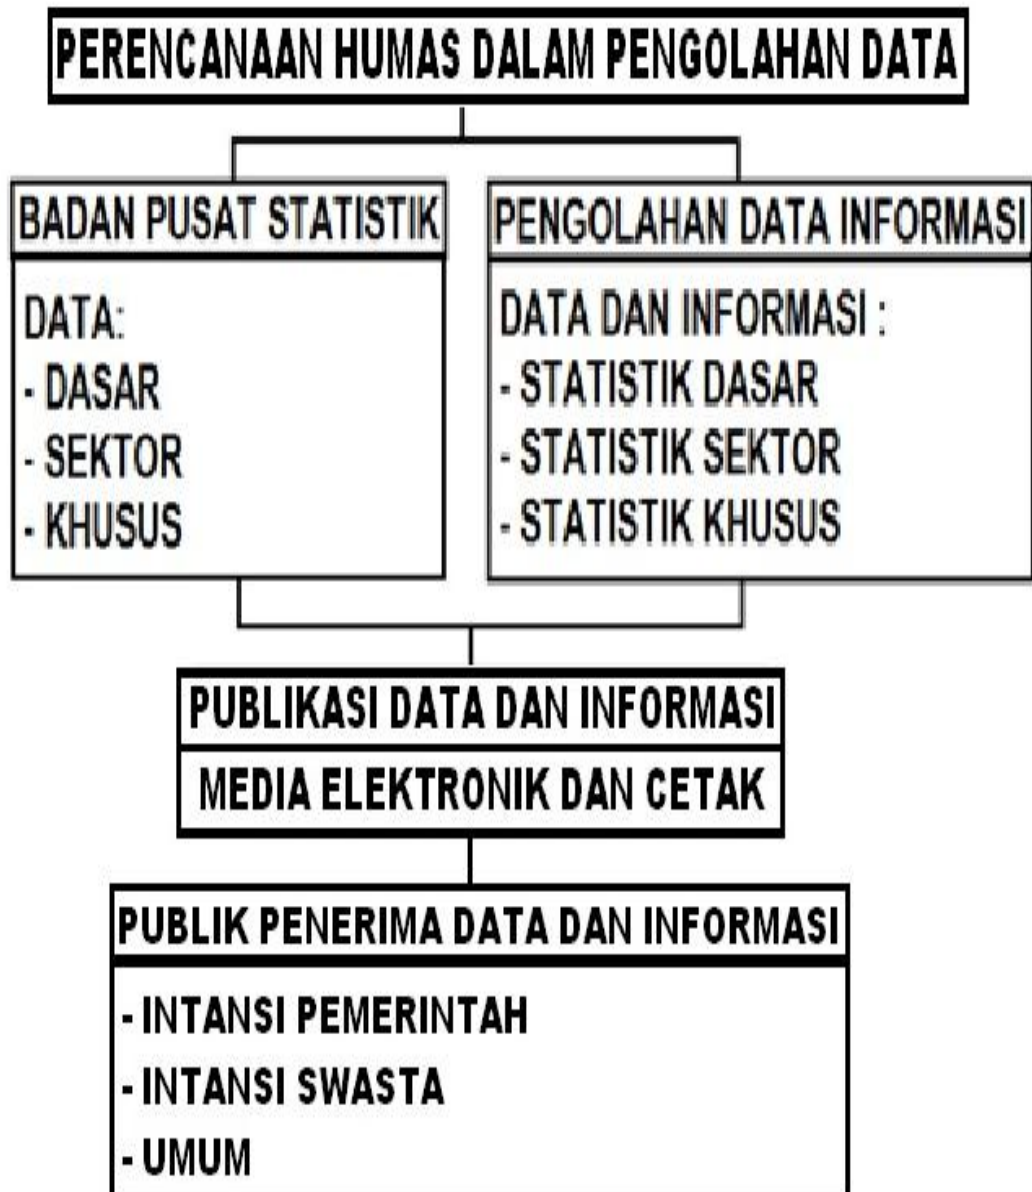 PERENCANAAN HUMAS DALAM PENGOLAHAN DATA
BADAN PUSAT STATISTIK
DATA:
- DASAR
- SEKTOR
- KHUSUS
PENGOLAHAN DATA INFORMASI
DATA DAN INFORMASI :
- STATISTIK DASAR
- STATISTIK SEKTOR
- STATISTIK KHUSUS
PUBLIKASI DATA DAN INFORMASI
MEDIA ELEKTRONIK DAN CETAK
PUBLIK PENERIMA DATA DAN INFORMASI
- INTANSI PEMERINTAH
- INTANSI SWASTA
- UMUM